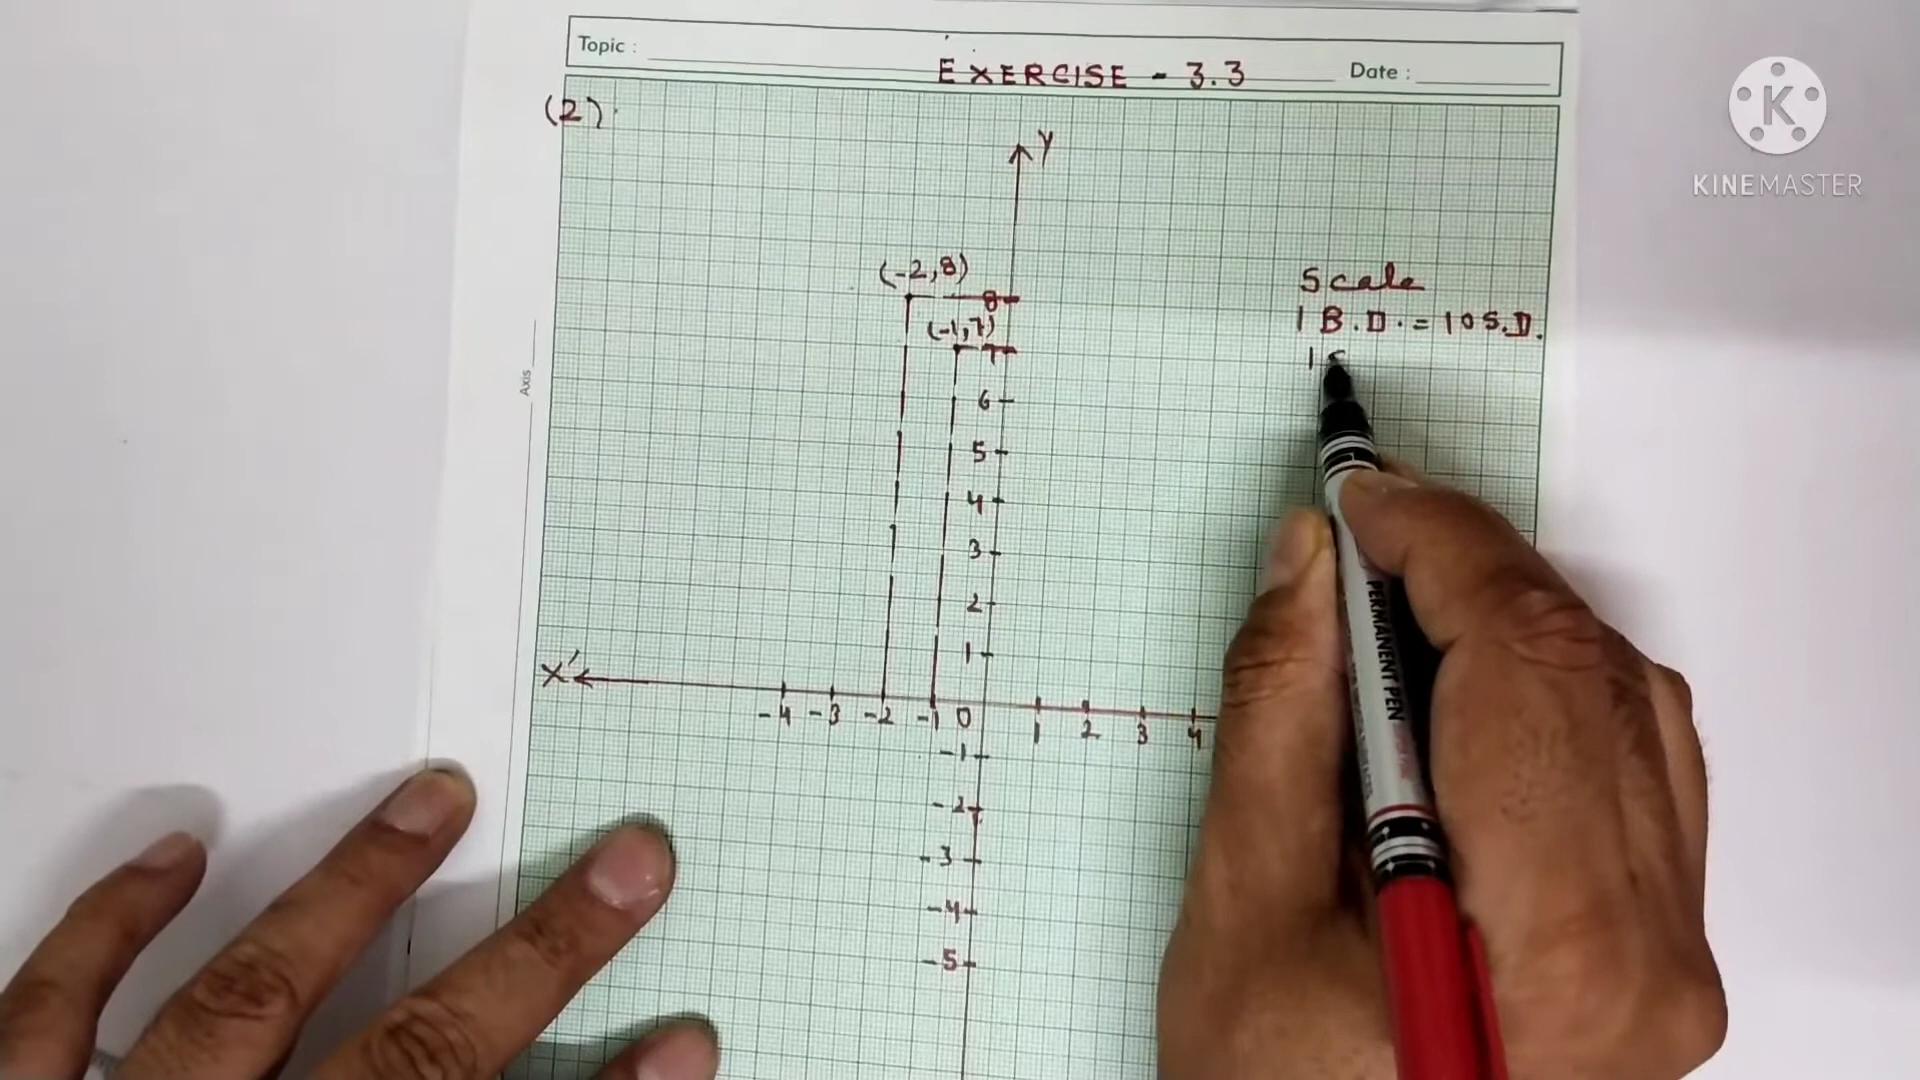 Topic :
EXERCISE - 3.3
Date :
(2).
Y
K
KINEMASTER
(-2,8)
8
(-1,7)
7
6
5
4
3
2
1
Scale
1 B.D. = 10 S.D.
1 S
Axis
X'
-4 -3 -2 -1 0 1 2 3 4
-1
-2
-3
-4
-5
PERMANENT PEN